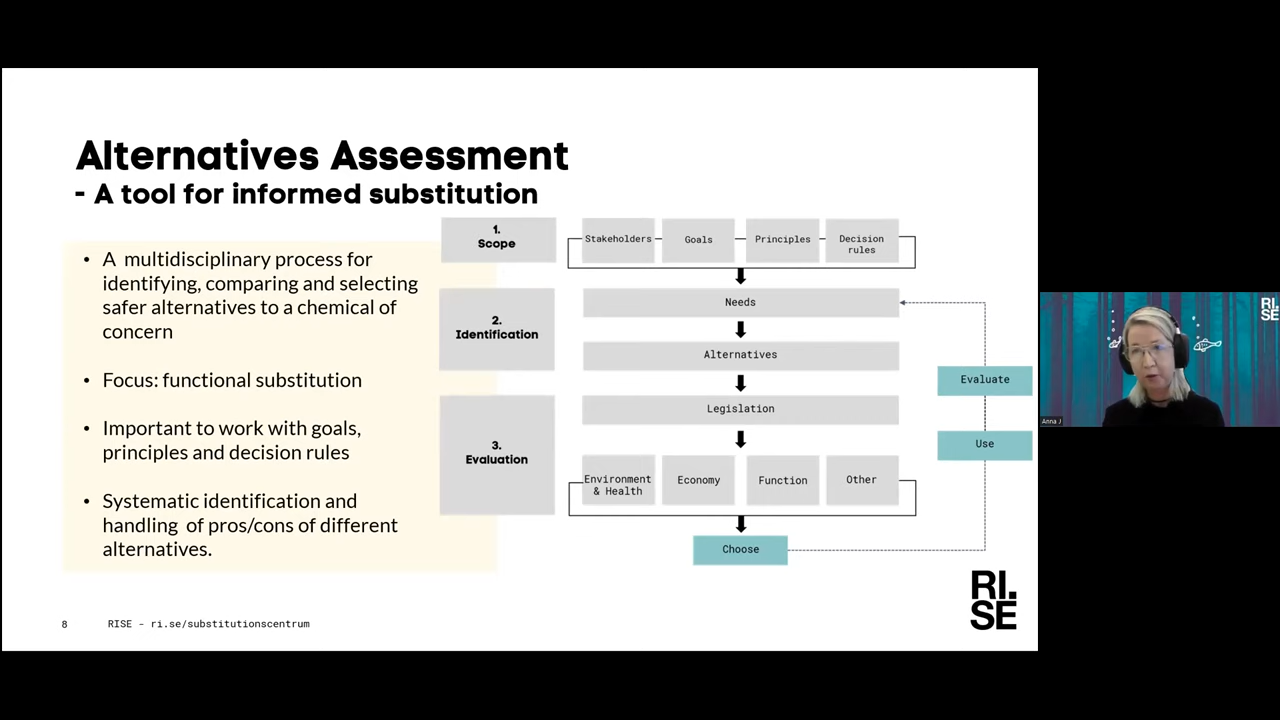 Alternatives Assessment
- A tool for informed substitution
• A multidisciplinary process for
identifying, comparing and selecting
safer alternatives to a chemical of
concern
• Focus: functional substitution
• Important to work with goals,
principles and decision rules
• Systematic identification and
handling of pros/cons of different
alternatives.
1.
Scope
Stakeholders
Goals
Principles
Decision
rules
2.
Identification
Needs
Alternatives
3.
Evaluation
Legislation
Environment
& Health
Economy
Function
Other
Choose
Evaluate
Use
8
RISE – ri.se/substitutionscentrum
RI.
SE
RI.
SE
Anna J